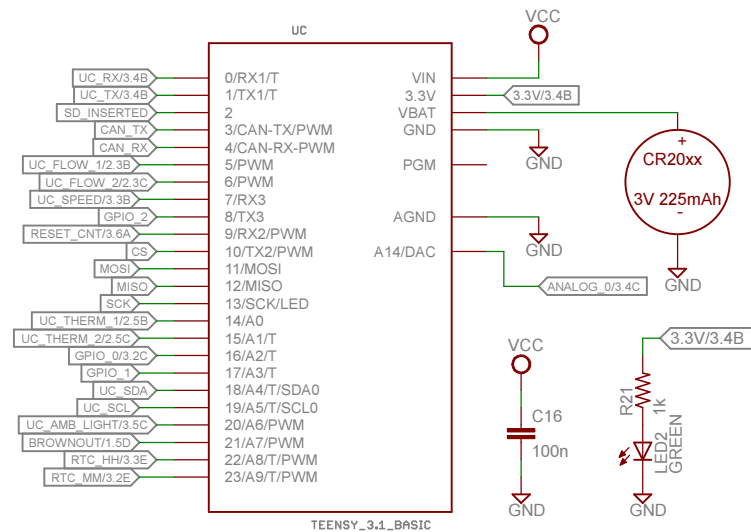 UC
VCC
UC_RX/3.4B 0/RX1/T VIN
UC_TX/3.4B 1/TX1/T 3.3V 3.3V/3.4B
SD_INSERTED 2 VBAT
CAN_TX 3/CAN-TX/PWM GND
CAN_RX 4/CAN-RX-PWM
UC_FLOW_1/2.3B 5/PWM PGM
UC_FLOW_2/2.3C 6/PWM
UC_SPEED/3.3B 7/RX3
GPIO_2 8/TX3 AGND
RESET_CNT/3.6A 9/RX2/PWM
CS 10/TX2/PWM A14/DAC
MOSI 11/MOSI
MISO 12/MISO ANALOG_0/3.4C
SCK 13/SCK/LED
UC_THERM_1/2.5B 14/A0
UC_THERM_2/2.5C 15/A1/T
GPIO_0/3.2C 16/A2/T
GPIO_1 17/A3/T
UC_SDA 18/A4/T/SDA0
UC_SCL 19/A5/T/SCL0
UC_AMB_LIGHT/3.5C 20/A6/PWM
BROWNOUT/1.5D 21/A7/PWM
RTC_HH/3.3E 22/A8/T/PWM
RTC_MM/3.2E 23/A9/T/PWM
TEENSY_3.1_BASIC
GND
GND
+
CR20xx
3V 225mAh
-
GND
VCC
C16
100n
GND
3.3V/3.4B
R21
1k
LED2
GREEN
GND